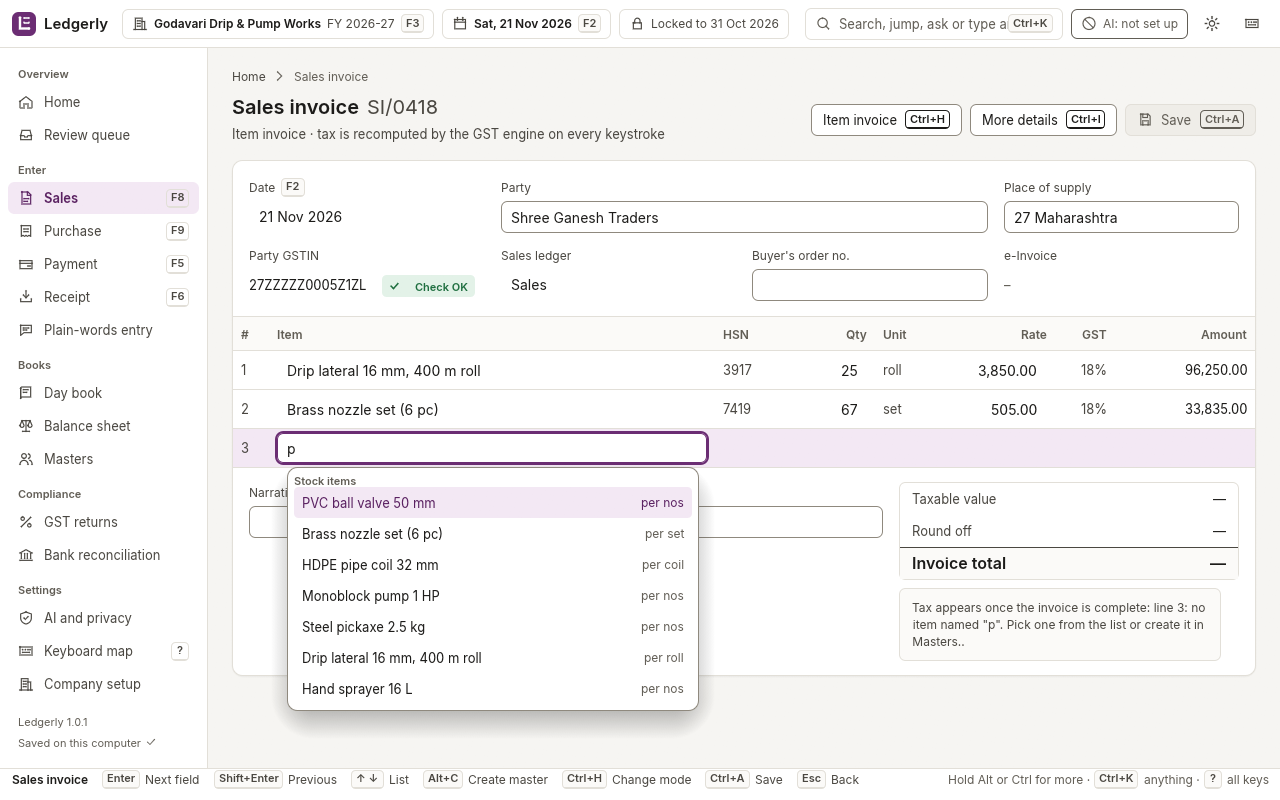 Ledgerly
Godavari Drip & Pump Works FY 2026-27 F3
Sat, 21 Nov 2026 F2
Locked to 31 Oct 2026
Search, jump, ask or type a Ctrl+K
AI: not set up
Overview
Home
Review queue
Enter
Sales F8
Purchase F9
Payment F5
Receipt F6
Plain-words entry
Books
Day book
Balance sheet
Masters
Compliance
GST returns
Bank reconciliation
Settings
AI and privacy
Keyboard map ?
Company setup
Ledgerly 1.0.1
Saved on this computer
Home Sales invoice
Sales invoice SI/0418
Item invoice · tax is recomputed by the GST engine on every keystroke
Item invoice Ctrl+H
More details Ctrl+I
Save Ctrl+A
Date F2
21 Nov 2026
Party
Shree Ganesh Traders
Place of supply
27 Maharashtra
Party GSTIN
27ZZZZZ0005Z1ZL Check OK
Sales ledger
Sales
Buyer's order no.
e-Invoice
–
# Item HSN Qty Unit Rate GST Amount
1 Drip lateral 16 mm, 400 m roll 3917 25 roll 3,850.00 18% 96,250.00
2 Brass nozzle set (6 pc) 7419 67 set 505.00 18% 33,835.00
3 p
Narrati
Stock items
PVC ball valve 50 mm per nos
Brass nozzle set (6 pc) per set
HDPE pipe coil 32 mm per coil
Monoblock pump 1 HP per nos
Steel pickaxe 2.5 kg per nos
Drip lateral 16 mm, 400 m roll per roll
Hand sprayer 16 L per nos
Taxable value —
Round off —
Invoice total —
Tax appears once the invoice is complete: line 3: no
item named "p". Pick one from the list or create it in
Masters..
Sales invoice Enter Next field Shift+Enter Previous ↑ ↓ List Alt+C Create master Ctrl+H Change mode Ctrl+A Save Esc Back
Hold Alt or Ctrl for more · Ctrl+K anything · ? all keys